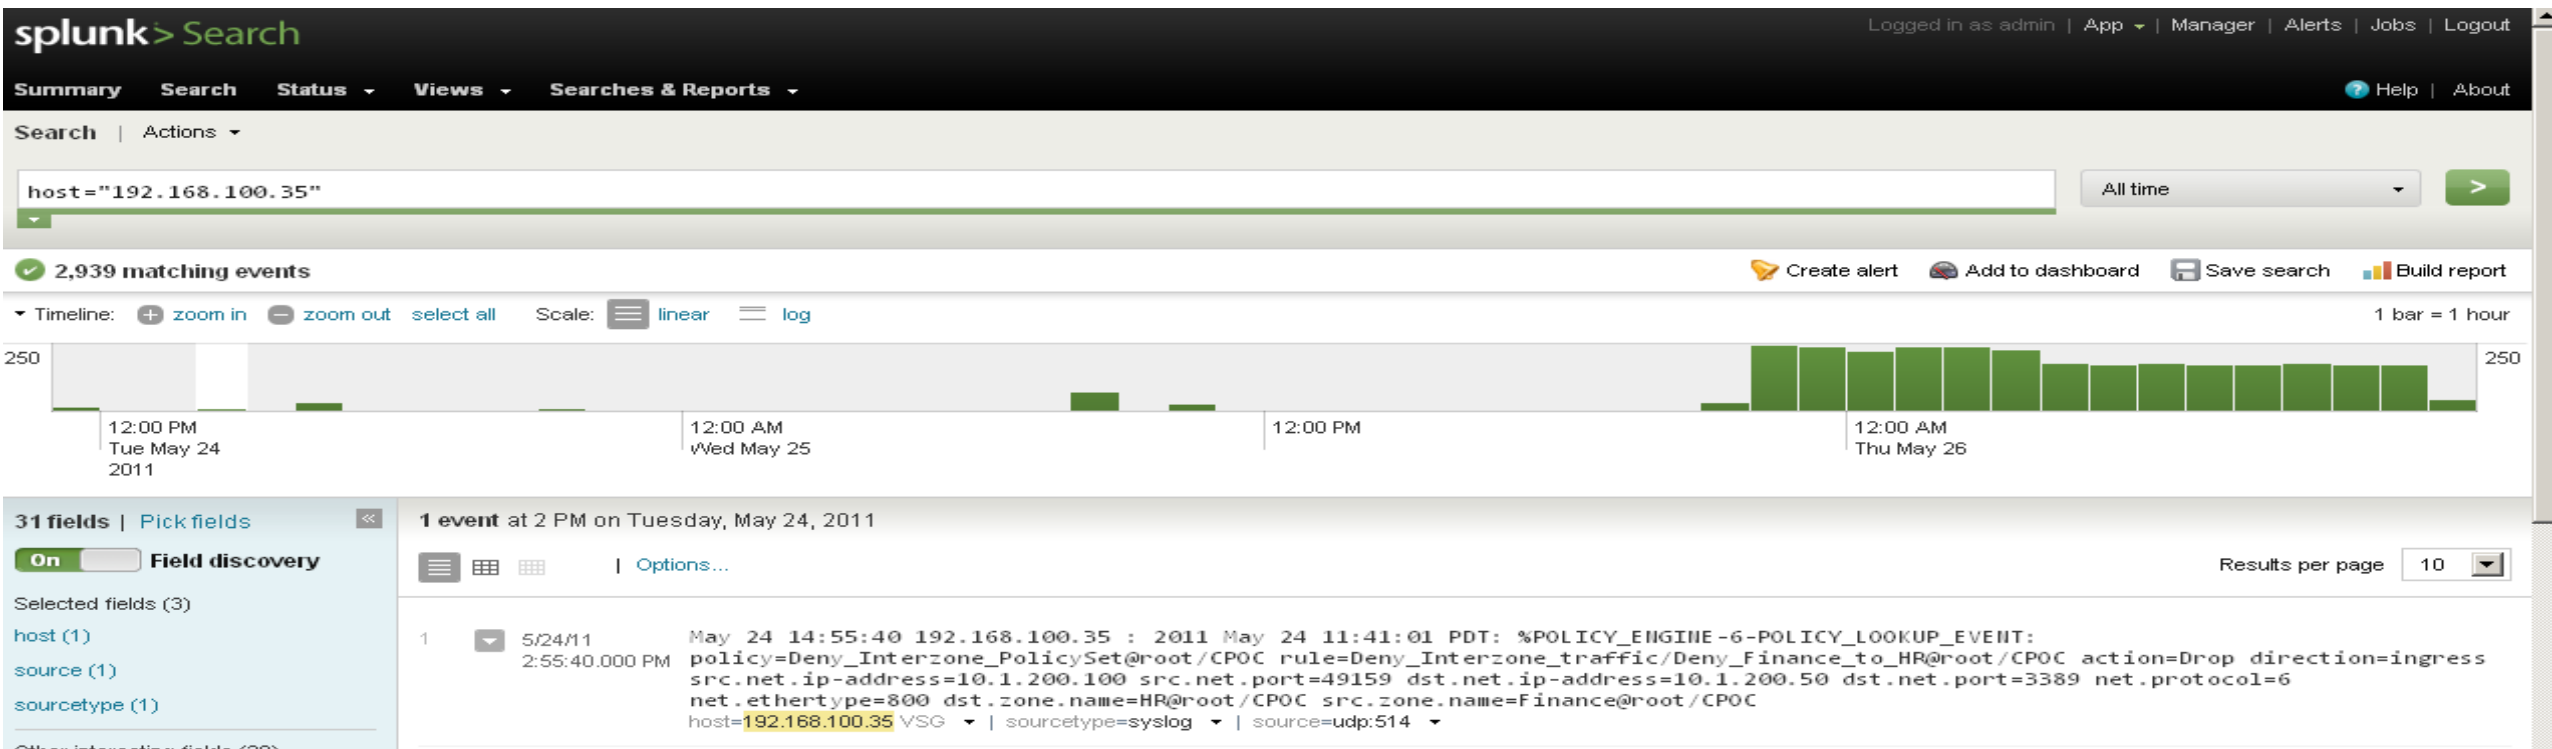 splunk> Search
Logged in as admin | App | Manager | Alerts | Jobs | Logout
Summary Search Status Views Searches & Reports
? Help | About
Search | Actions
host="192.168.100.35"
All time
>
2,939 matching events
Create alert Add to dashboard Save search Build report
Timeline: zoom in zoom out select all Scale: linear log
1 bar = 1 hour
250
250
12:00 PM
Tue May 24
2011
12:00 AM
Wed May 25
12:00 PM
12:00 AM
Thu May 26
31 fields | Pick fields
«
On Field discovery
Selected fields (3)
host (1)
source (1)
sourcetype (1)
1 event at 2 PM on Tuesday, May 24, 2011
| Options...
Results per page 10
1
5/24/11
2:55:40.000 PM
May 24 14:55:40 192.168.100.35 : 2011 May 24 11:41:01 PDT: %POLICY_ENGINE-6-POLICY_LOOKUP_EVENT:
policy=Deny_Interzone_PolicySet@root/CPOC rule=Deny_Interzone_traffic/Deny_Finance_to_HR@root/CPOC action=Drop direction=ingress
src.net.ip-address=10.1.200.100 src.net.port=49159 dst.net.ip-address=10.1.200.50 dst.net.port=3389 net.protocol=6
net.ethertype=800 dst.zone.name=HR@root/CPOC src.zone.name=Finance@root/CPOC
host=192.168.100.35 VSG | sourcetype=syslog | source=udp:514